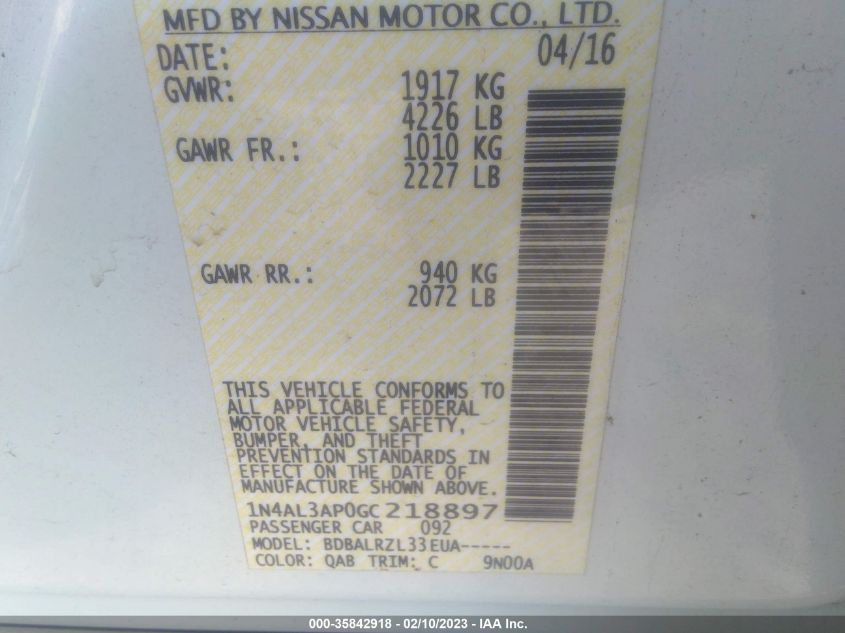 MFD BY NISSAN MOTOR CO., LTD.
DATE: 04/16
GVWR: 1917 KG
4226 LB
GAWR FR.: 1010 KG
2227 LB
GAWR RR.: 940 KG
2072 LB
THIS VEHICLE CONFORMS TO
ALL APPLICABLE FEDERAL
MOTOR VEHICLE SAFETY,
BUMPER, AND THEFT
PREVENTION STANDARDS IN
EFFECT ON THE DATE OF
MANUFACTURE SHOWN ABOVE.
1N4AL3AP0GC218897
PASSENGER CAR 092
MODEL: BDBALRZL33EUA-----
COLOR: QAB TRIM: C 9N00A
000-35842918 - 02/10/2023 - IAA Inc.